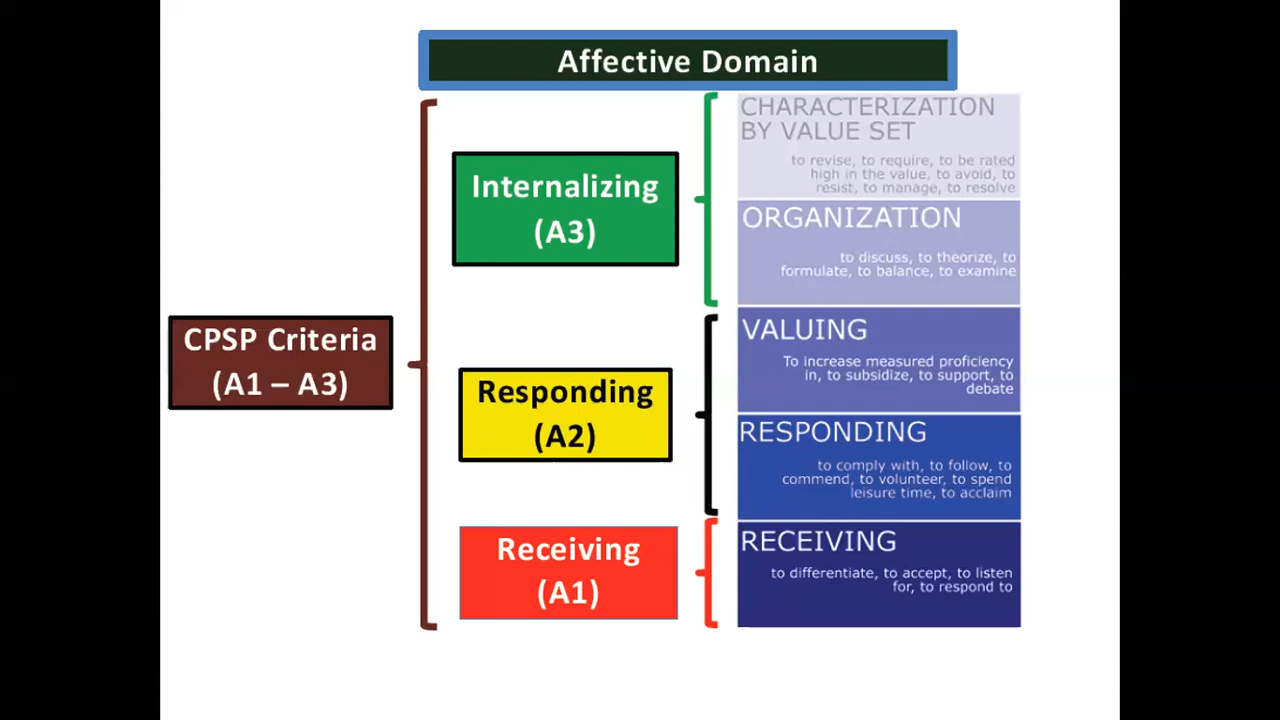 Affective Domain
CPSP Criteria
(A1 – A3)
Internalizing
(A3)
Responding
(A2)
Receiving
(A1)
CHARACTERIZATION
BY VALUE SET
to revise, to require, to be rated
high in the value, to avoid, to
resist, to manage, to resolve
ORGANIZATION
to discuss, to theorize, to
formulate, to balance, to examine
VALUING
To increase measured proficiency
in, to subsidize, to support, to
debate
RESPONDING
to comply with, to follow, to
commend, to volunteer, to spend
leisure time, to acclaim
RECEIVING
to differentiate, to accept, to listen
for, to respond to